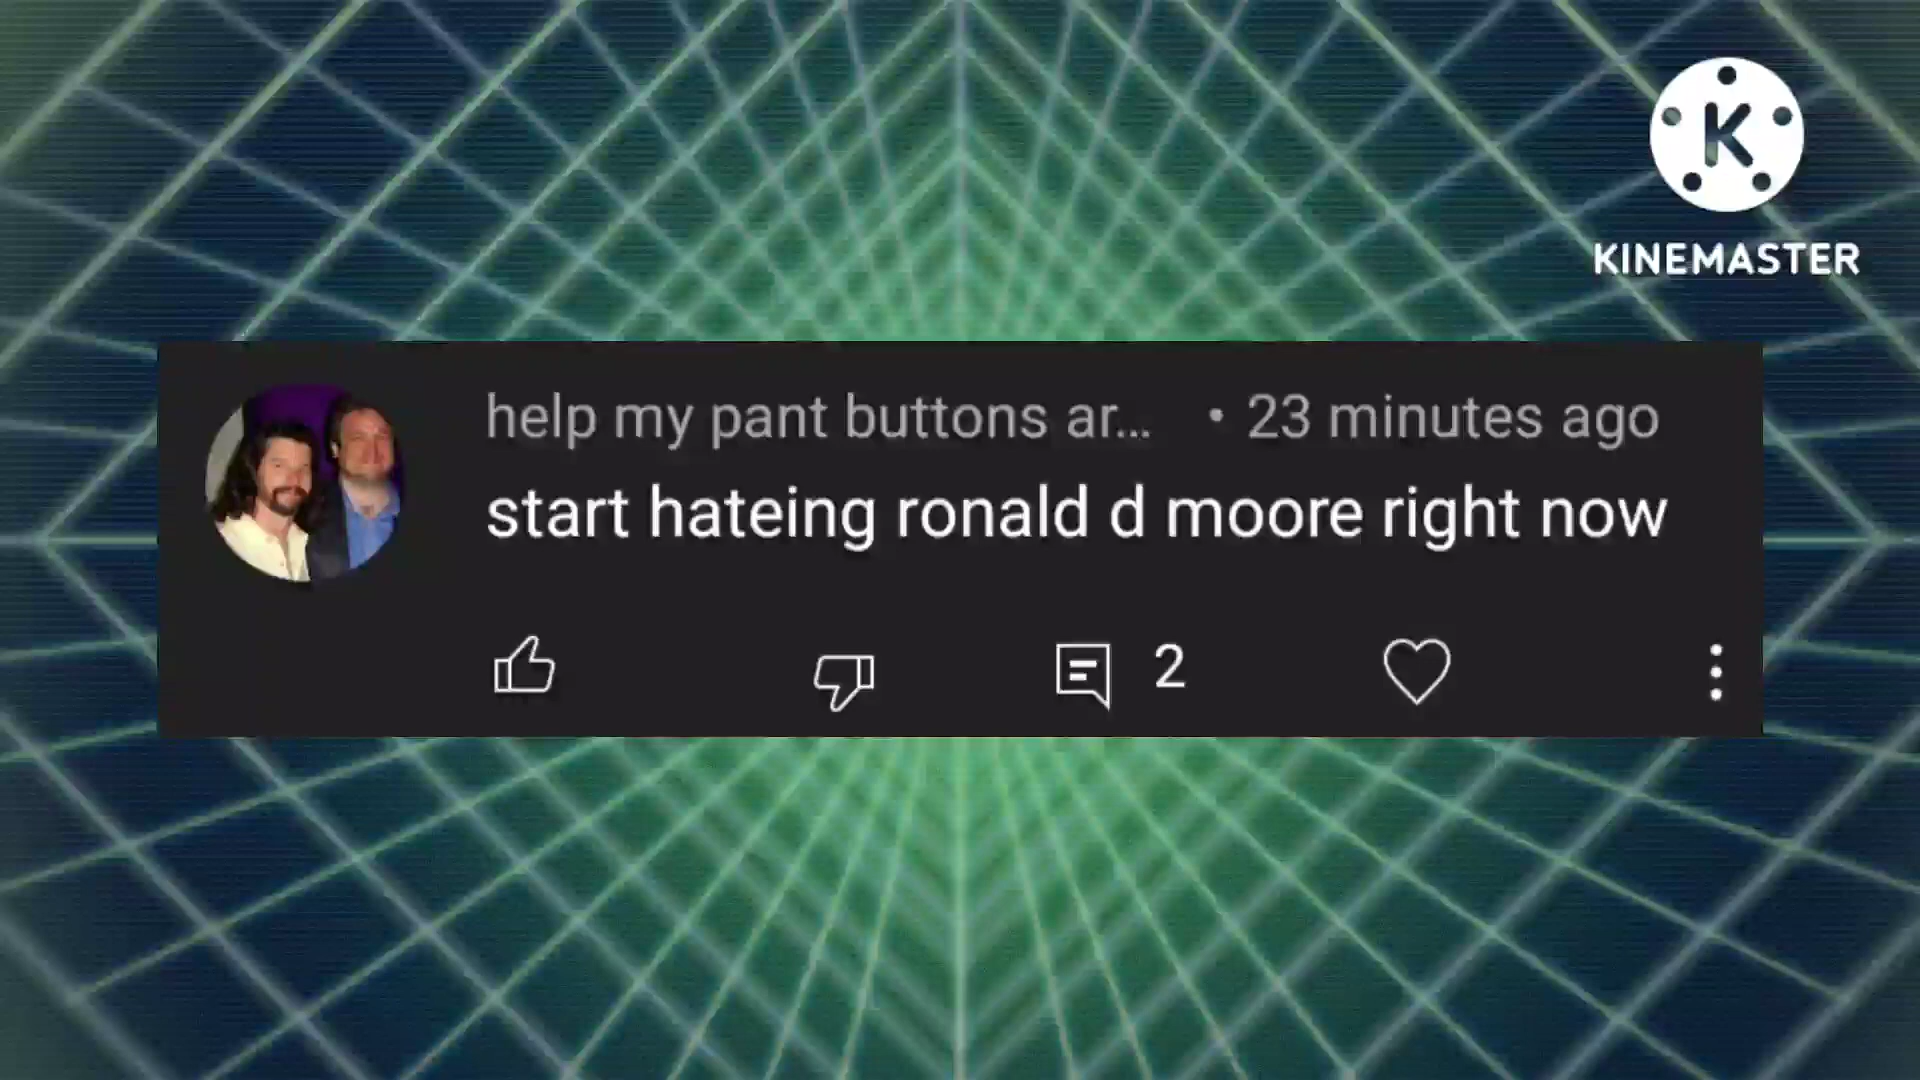 K
KINEMASTER
help my pant buttons ar... • 23 minutes ago
start hateing ronald d moore right now
2